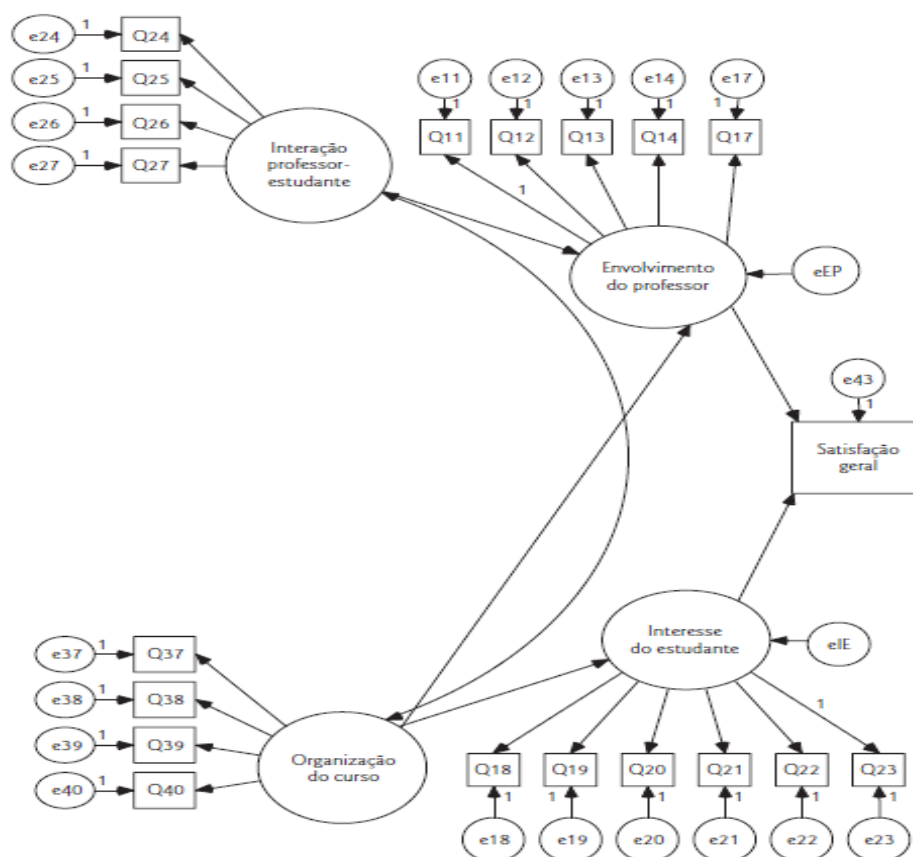 e24 1 Q24
e25 1 Q25
e26 1 Q26
e27 1 Q27
Interação
professor-
estudante
e11 e12 e13 e14 e17
1 1 1 1 1
Q11 Q12 Q13 Q14 Q17
1
Envolvimento
do professor
eEP
e43
1
Satisfação
geral
Interesse
do estudante
eIE
e37 1 Q37
e38 1 Q38
e39 1 Q39
e40 1 Q40
Organização
do curso
1
Q18 Q19 Q20 Q21 Q22 Q23
1 1 1 1 1 1
e18 e19 e20 e21 e22 e23